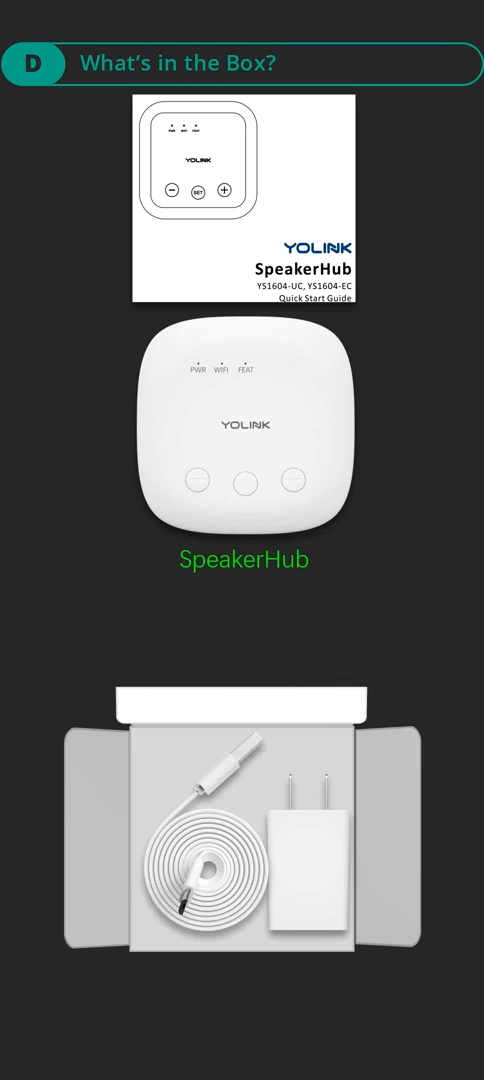 D What's in the Box?
PWR WIFI FEAT
YOLINK
− SET +
YOLINK
SpeakerHub
YS1604-UC, YS1604-EC
Quick Start Guide
PWR WIFI FEAT
YOLINK
SpeakerHub